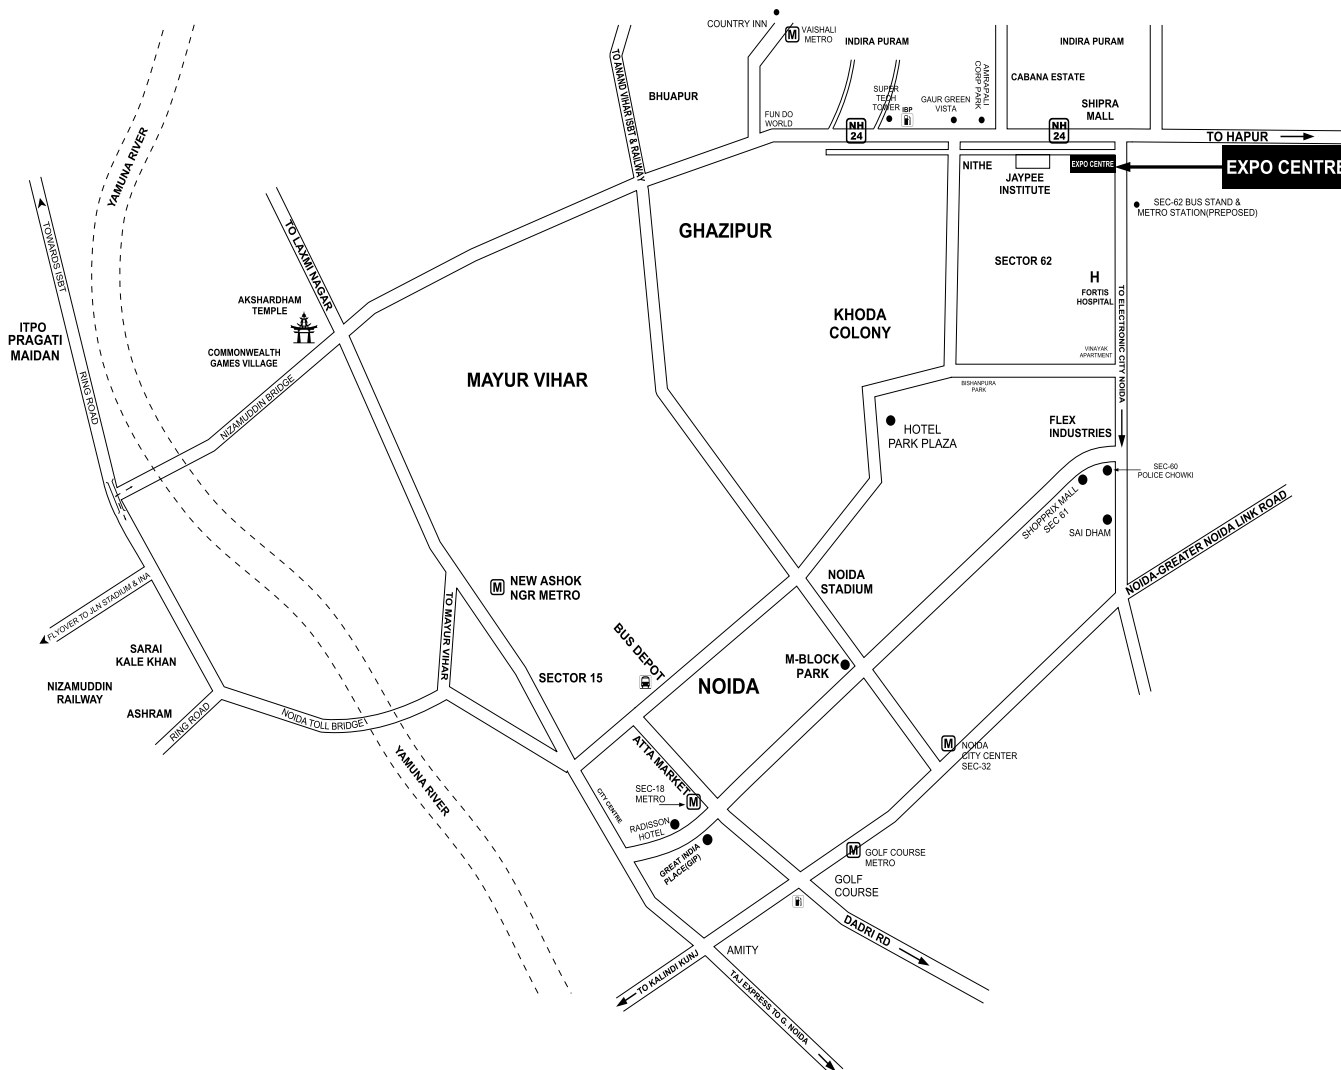 COUNTRY INN
VAISHALI
METRO
M
INDIRA PURAM
INDIRA PURAM
TO ANAND VIHAR ISBT & RAILWAY
BHUAPUR
FUN DO
WORLD
SUPER
TECH
TOWER
IBP
GAUR GREEN
VISTA
AMRAPALI
CORP PARK
CABANA ESTATE
SHIPRA
MALL
NH
24
NH
24
TO HAPUR
EXPO CENTRE
EXPO CENTRE
NITHE
JAYPEE
INSTITUTE
SEC-62 BUS STAND &
METRO STATION(PREPOSED)
YAMUNA RIVER
TOWARDS ISBT
TO LAXMI NAGAR
GHAZIPUR
SECTOR 62
H
FORTIS
HOSPITAL
TO ELECTRONIC CITY NOIDA
AKSHARDHAM
TEMPLE
ITPO
PRAGATI
MAIDAN
COMMONWEALTH
GAMES VILLAGE
KHODA
COLONY
VINAYAK
APARTMENT
MAYUR VIHAR
RING ROAD
NIZAMUDDIN BRIDGE
BISHANPURA
PARK
HOTEL
PARK PLAZA
FLEX
INDUSTRIES
SEC-60
POLICE CHOWKI
SHOPPRIX MALL
SEC 61
SAI DHAM
NOIDA-GREATER NOIDA LINK ROAD
FLYOVER TO JLN STADIUM & INA
M
NEW ASHOK
NGR METRO
NOIDA
STADIUM
TO MAYUR VIHAR
SARAI
KALE KHAN
BUS DEPOT
SECTOR 15
NOIDA
M-BLOCK
PARK
NIZAMUDDIN
RAILWAY
ASHRAM
RING ROAD
NOIDA TOLL BRIDGE
YAMUNA RIVER
ATTA MARKET
M
NOIDA
CITY CENTER
SEC-32
CITY CENTRE
SEC-18
METRO
M
RADISSON
HOTEL
GREAT INDIA
PLACE(GIP)
M
GOLF COURSE
METRO
GOLF
COURSE
DADRI RD
AMITY
TO KALINDI KUNJ
TAJ EXPRESS TO G. NOIDA